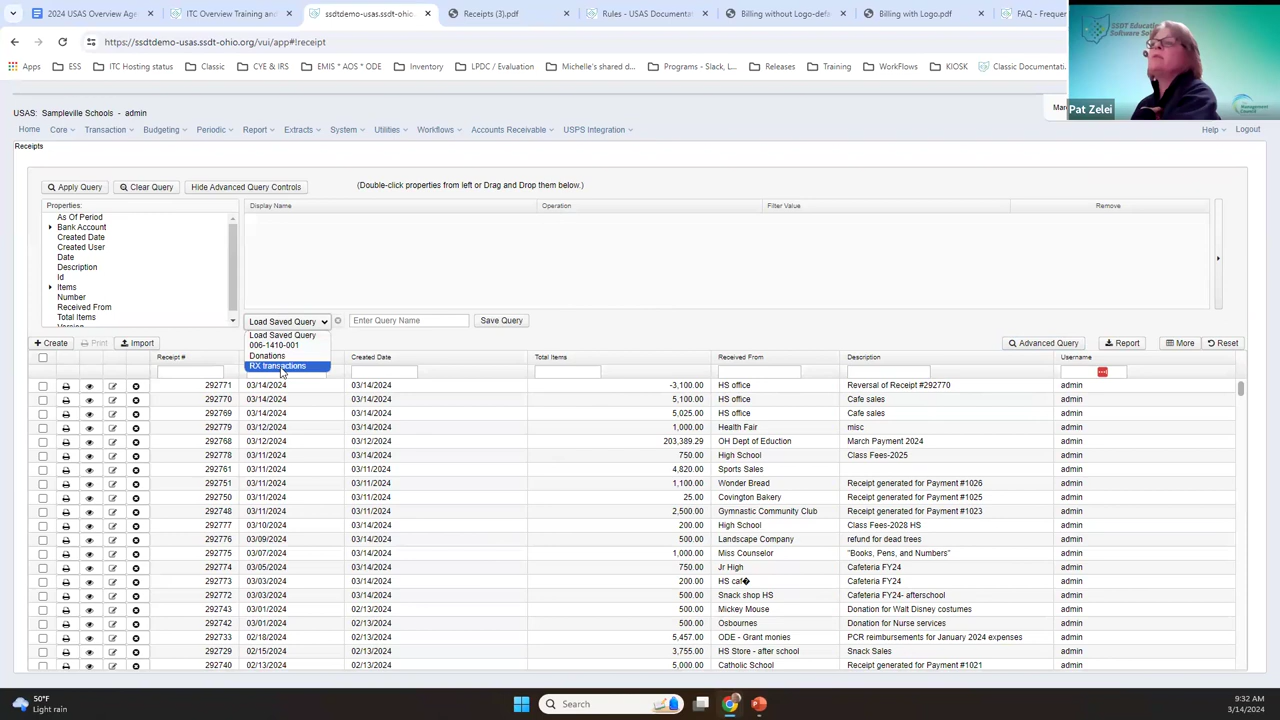 2024 USAS Overview Age
ITC Overview Training an
ssdtdemo-usas.ssdt-ohio.
Receipts (3).pdf
Rules - USAS Documentat
Billing without Logo-defa
Billing with Logo.pdf
FAQ - Freque
https://ssdtdemo-usas.ssdt-ohio.org/vui/app#!receipt
Apps ESS ITC Hosting status Classic CYE & IRS EMIS * AOS * ODE Inventory LPDC / Evaluation Michelle's shared d... Programs - Slack, L... Releases Training WorkFlows KIOSK Classic Documentati...
SSDT Education
Pat Zelei
USAS: Sampleville Schools - admin
Home Core Transaction Budgeting Periodic Report Extracts System Utilities Workflows Accounts Receivable USPS Integration Help Logout
Receipts
Apply Query Clear Query Hide Advanced Query Controls (Double-click properties from left or Drag and Drop them below.)
Properties: Display Name Operation Filter Value Remove
As Of Period
Bank Account
Created Date
Created User
Date
Description
Id
Items
Number
Received From
Total Items
Load Saved Query Enter Query Name Save Query
Load Saved Query
006-1410-001
Donations
RX transactions
Create Print Import Advanced Query Report More Reset
Receipt # Created Date Total Items Received From Description Username
292771 03/14/2024 03/14/2024 -3,100.00 HS office Reversal of Receipt #292770 admin
292770 03/14/2024 03/14/2024 5,100.00 HS office Cafe sales admin
292769 03/14/2024 03/14/2024 5,025.00 HS office Cafe sales admin
292779 03/12/2024 03/14/2024 1,000.00 Health Fair misc admin
292768 03/12/2024 03/12/2024 203,389.29 OH Dept of Eduction March Payment 2024 admin
292778 03/11/2024 03/14/2024 750.00 High School Class Fees-2025 admin
292761 03/11/2024 03/11/2024 4,820.00 Sports Sales admin
292751 03/11/2024 03/11/2024 1,100.00 Wonder Bread Receipt generated for Payment #1026 admin
292750 03/11/2024 03/11/2024 25.00 Covington Bakery Receipt generated for Payment #1025 admin
292748 03/11/2024 03/11/2024 2,500.00 Gymnastic Community Club Receipt generated for Payment #1023 admin
292777 03/10/2024 03/14/2024 200.00 High School Class Fees-2028 HS admin
292776 03/09/2024 03/14/2024 500.00 Landscape Company refund for dead trees admin
292775 03/07/2024 03/14/2024 1,000.00 Miss Counselor "Books, Pens, and Numbers" admin
292774 03/05/2024 03/14/2024 750.00 Jr High Cafeteria FY24 admin
292773 03/03/2024 03/14/2024 200.00 HS caf� Cafeteria FY24 admin
292772 03/03/2024 03/14/2024 500.00 Snack shop HS Cafeteria FY24- afterschool admin
292743 03/01/2024 02/13/2024 500.00 Mickey Mouse Donation for Walt Disney costumes admin
292742 03/01/2024 02/13/2024 500.00 Osbournes Donation for Nurse services admin
292733 02/18/2024 02/13/2024 5,457.00 ODE - Grant monies PCR reimbursements for January 2024 expenses admin
292729 02/15/2024 02/13/2024 3,755.00 HS Store - after school Snack Sales admin
292740 02/13/2024 02/13/2024 5,000.00 Catholic School Receipt generated for Payment #1021 admin
50°F
Light rain
Search
9:32 AM
3/14/2024